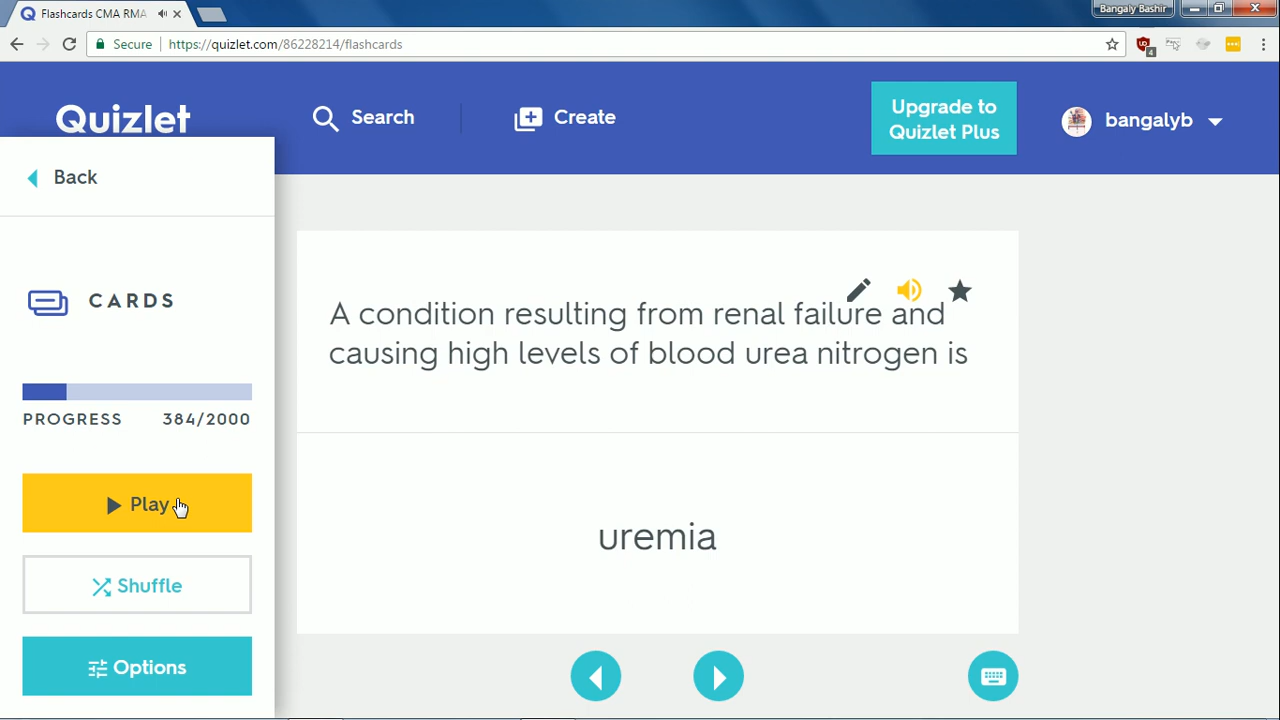 Flashcards CMA RMA
Bangaly Bashir
Secure
https://quizlet.com/86228214/flashcards
4
Quizlet
Search
Create
Upgrade to
Quizlet Plus
bangalyb
Back
CARDS
PROGRESS 384/2000
Play
Shuffle
Options
A condition resulting from renal failure and
causing high levels of blood urea nitrogen is
uremia